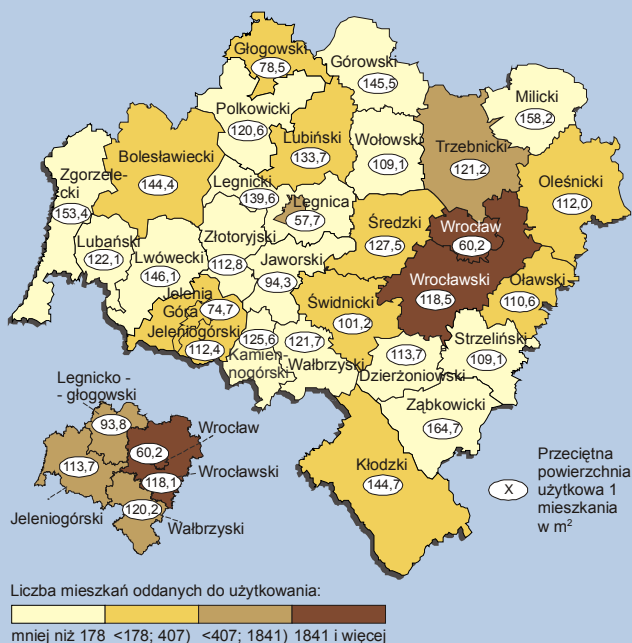 Głogowski
78,5
Górowski
145,5
Milicki
158,2
Polkowicki
120,6
Lubiński
133,7
Wołowski
109,1
Trzebnicki
121,2
Bolesławiecki
144,4
Zgorzele-
cki
153,4
Legnicki
139,6
Legnica
57,7
Oleśnicki
112,0
Średzki
127,5
Wrocław
60,2
Lubański
122,1
Lwówecki
146,1
Złotoryjski
112,8
Jaworski
94,3
Wrocławski
118,5
Oławski
110,6
Jelenia
Góra
74,7
Jeleniogórski
112,4
Świdnicki
101,2
125,6
Kamien-
nogórski
121,7
Wałbrzyski
113,7
Dzierżoniowski
Strzeliński
109,1
Ząbkowicki
164,7
Kłodzki
144,7
Legnicko -
- głogowski
93,8
Wrocław
60,2
113,7
Wrocławski
118,1
Jeleniogórski
120,2
Wałbrzyski
X
Przeciętna
powierzchnia
użytkowa 1
mieszkania
w m²
Liczba mieszkań oddanych do użytkowania:
mniej niż 178 <178; 407) <407; 1841) 1841 i więcej